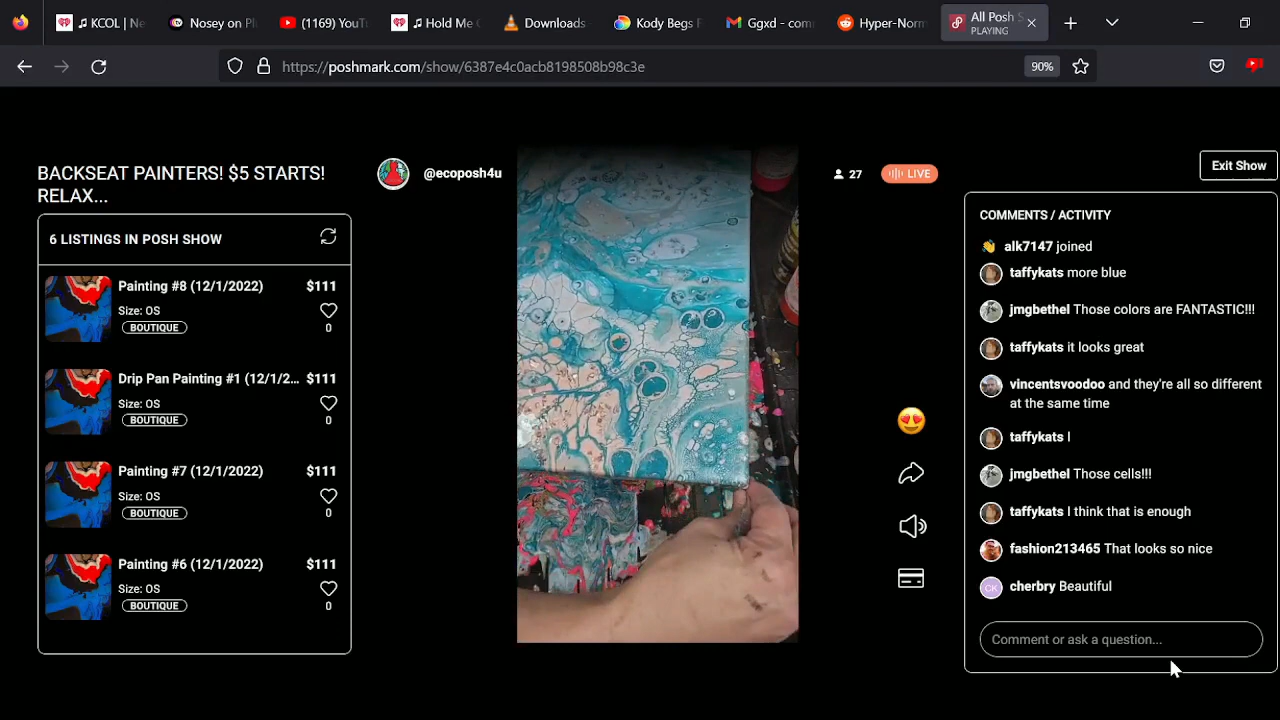 ♫ KCOL | Ne
Nosey on Pl
(1169) YouT
♫ Hold Me C
Downloads
Kody Begs F
Ggxd - com
Hyper-Norm
All Posh S
PLAYING
https://poshmark.com/show/6387e4c0acb8198508b98c3e
90%
BACKSEAT PAINTERS! $5 STARTS!
RELAX...
6 LISTINGS IN POSH SHOW
Painting #8 (12/1/2022) $111
Size: OS
BOUTIQUE 0
Drip Pan Painting #1 (12/1/2... $111
Size: OS
BOUTIQUE 0
Painting #7 (12/1/2022) $111
Size: OS
BOUTIQUE 0
Painting #6 (12/1/2022) $111
Size: OS
BOUTIQUE 0
@ecoposh4u
27 LIVE
Exit Show
COMMENTS / ACTIVITY
alk7147 joined
taffykats more blue
jmgbethel Those colors are FANTASTIC!!!
taffykats it looks great
vincentsvoodoo and they're all so different
at the same time
taffykats I
jmgbethel Those cells!!!
taffykats I think that is enough
fashion213465 That looks so nice
CK cherbry Beautiful
Comment or ask a question...